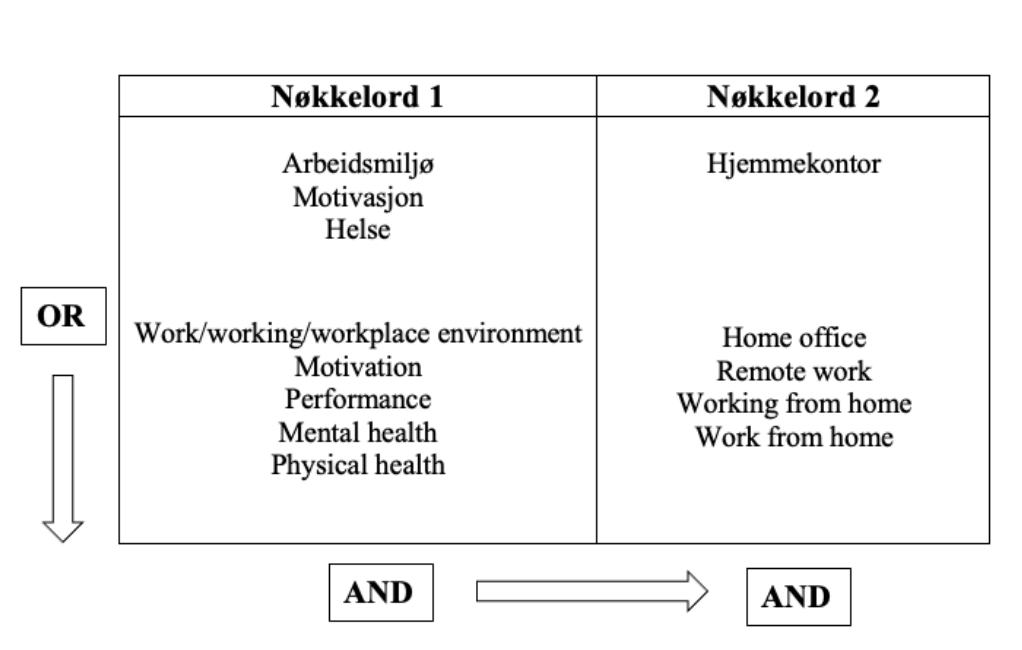 Nøkkelord 1
Nøkkelord 2
Arbeidsmiljø
Motivasjon
Helse
Hjemmekontor
OR
Work/working/workplace environment
Motivation
Performance
Mental health
Physical health
Home office
Remote work
Working from home
Work from home
AND
AND